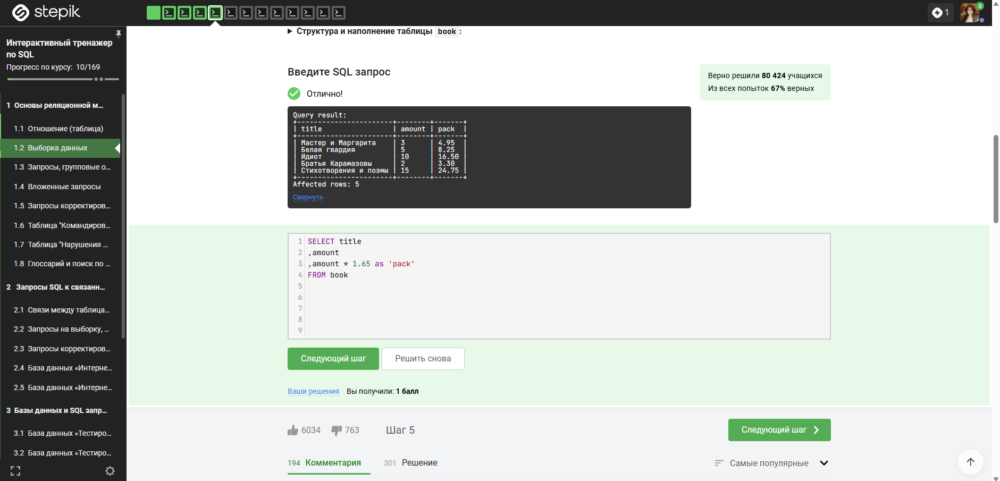 stepik
1
3
Интерактивный тренажер
по SQL
Прогресс по курсу: 10/169
1 Основы реляционной м...
1.1 Отношение (таблица)
1.2 Выборка данных
1.3 Запросы, групповые о...
1.4 Вложенные запросы
1.5 Запросы корректиров...
1.6 Таблица "Командиров...
1.7 Таблица "Нарушения ...
1.8 Глоссарий и поиск по ...
2 Запросы SQL к связанн...
2.1 Связи между таблица...
2.2 Запросы на выборку, ...
2.3 Запросы корректиров...
2.4 База данных «Интерне...
2.5 База данных «Интерне...
3 Базы данных и SQL запр...
3.1 База данных «Тестиро...
3.2 База данных «Тестиро...
Структура и наполнение таблицы book:
Введите SQL запрос
Отлично!
Верно решили 80 424 учащихся
Из всех попыток 67% верных
Query result:
+-----------------------+--------+-------+
| title                 | amount | pack  |
+-----------------------+--------+-------+
| Мастер и Маргарита    | 3      | 4.95  |
| Белая гвардия         | 5      | 8.25  |
| Идиот                 | 10     | 16.50 |
| Братья Карамазовы     | 2      | 3.30  |
| Стихотворения и поэмы | 15     | 24.75 |
+-----------------------+--------+-------+
Affected rows: 5
Свернуть
1 SELECT title
2 ,amount
3 ,amount * 1.65 as 'pack'
4 FROM book
5
6
7
8
9
Следующий шаг Решить снова
Ваши решения Вы получили: 1 балл
6034 763 Шаг 5 Следующий шаг
194 Комментария 301 Решение Самые популярные